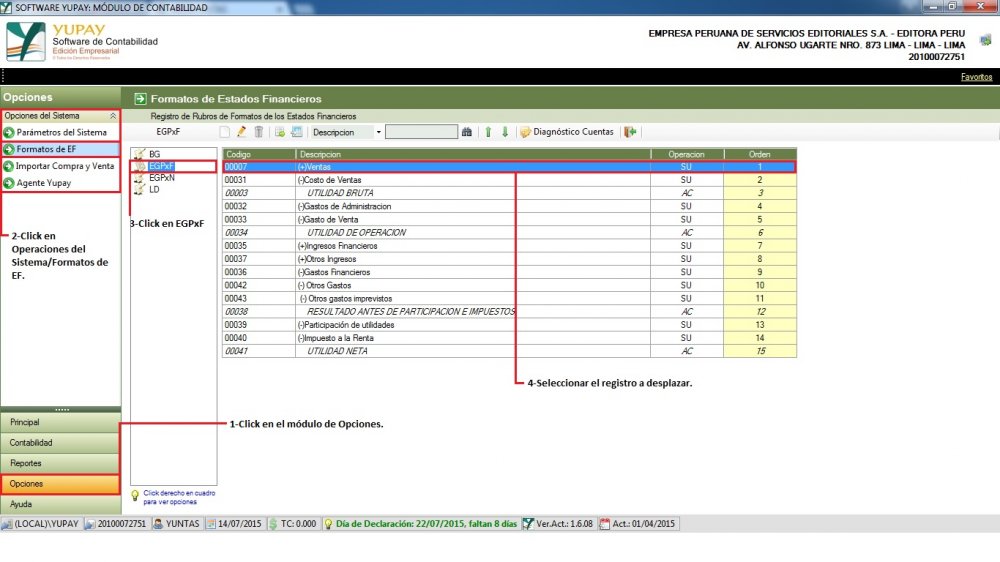 SOFTWARE YUPAY: MÓDULO DE CONTABILIDAD
YUPAY
Software de Contabilidad
Edición Empresarial
© Todos los Derechos Reservados
EMPRESA PERUANA DE SERVICIOS EDITORIALES S.A. - EDITORA PERU
AV. ALFONSO UGARTE NRO. 873 LIMA - LIMA - LIMA
20100072751
Favoritos
Opciones
Opciones del Sistema
Parámetros del Sistema
Formatos de EF
Importar Compra y Venta
Agente Yupay
2-Click en
Operaciones del
Sistema/Formatos de
EF.
Formatos de Estados Financieros
Registro de Rubros de Formatos de los Estados Financieros
EGPxF Descripcion Diagnóstico Cuentas
BG
EGPxF
EGPxN
LD
3-Click en EGPxF
Codigo Descripcion Operacion Orden
00007 (+)Ventas SU 1
00031 (-)Costo de Ventas SU 2
00003 UTILIDAD BRUTA AC 3
00032 (-)Gastos de Administracion SU 4
00033 (-)Gasto de Venta SU 5
00034 UTILIDAD DE OPERACION AC 6
00035 (+)Ingresos Financieros SU 7
00037 (+)Otros Ingresos SU 8
00036 (-)Gastos Financieros SU 9
00042 (-) Otros Gastos SU 10
00043 (-) Otros gastos imprevistos SU 11
00038 RESULTADO ANTES DE PARTICIPACION E IMPUESTOS AC 12
00039 (-)Participación de utilidades SU 13
00040 (-)Impuesto a la Renta SU 14
00041 UTILIDAD NETA AC 15
4-Seleccionar el registro a desplazar.
1-Click en el módulo de Opciones.
Principal
Contabilidad
Reportes
Opciones
Ayuda
Click derecho en cuadro
para ver opciones
(LOCAL)\YUPAY 20100072751 YUNTAS 14/07/2015 TC: 0.000 Día de Declaración: 22/07/2015, faltan 8 días Ver.Act.: 1.6.08 Act.: 01/04/2015